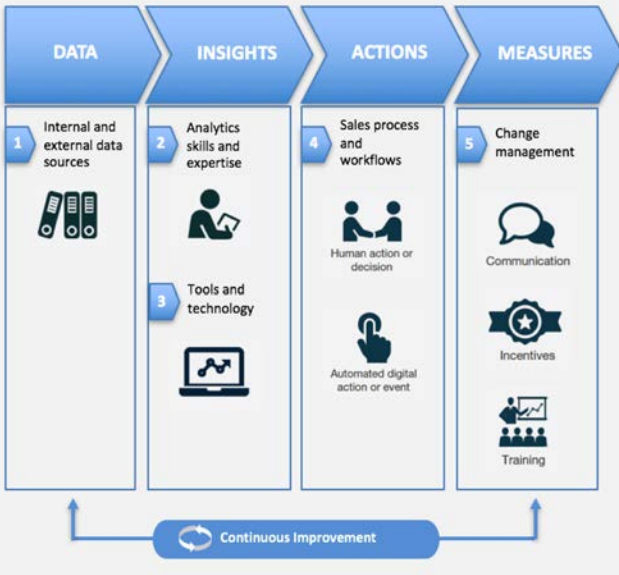 DATA
INSIGHTS
ACTIONS
MEASURES
1
Internal and
external data
sources
2
Analytics
skills and
expertise
3
Tools and
technology
4
Sales process
and
workflows
Human action or
decision
Automated digital
action or event
5
Change
management
Communication
Incentives
Training
Continuous Improvement